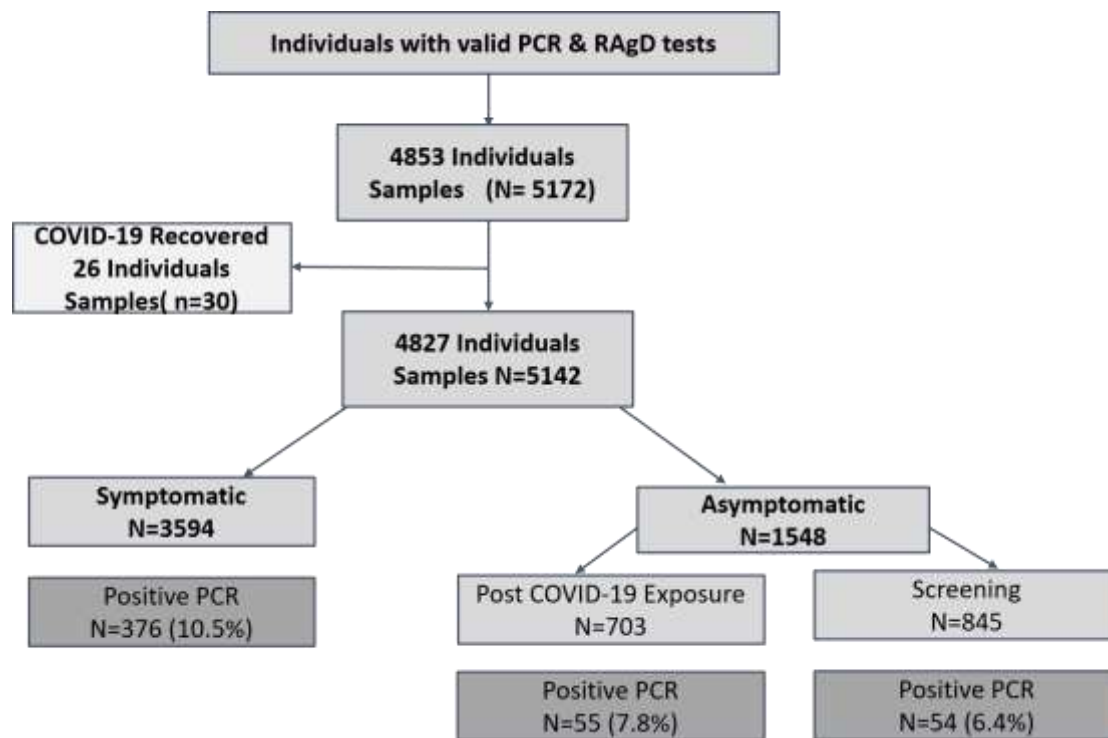 Individuals with valid PCR & RAgD tests
4853 Individuals
Samples (N= 5172)
COVID-19 Recovered
26 Individuals
Samples( n=30)
4827 Individuals
Samples N=5142
Symptomatic
N=3594
Asymptomatic
N=1548
Positive PCR
N=376 (10.5%)
Post COVID-19 Exposure
N=703
Screening
N=845
Positive PCR
N=55 (7.8%)
Positive PCR
N=54 (6.4%)